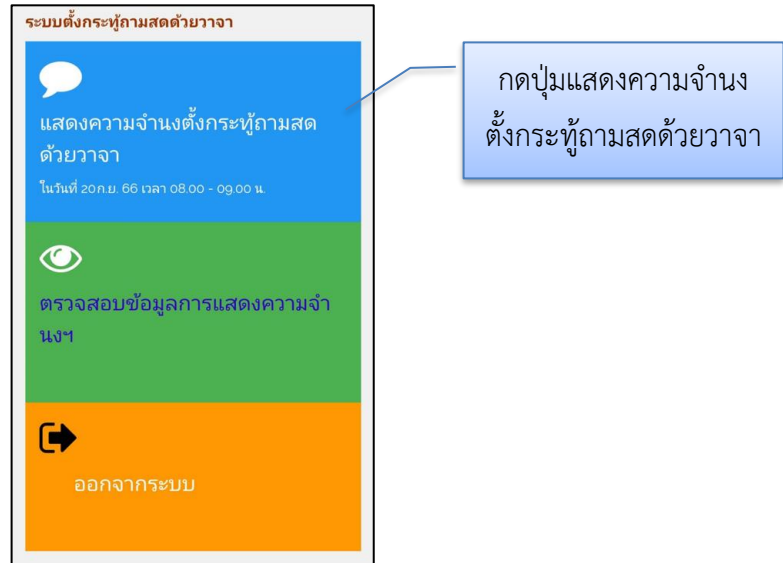 ระบบตั้งกระทู้ถามสดด้วยวาจา
แสดงความจำนงตั้งกระทู้ถามสด
ด้วยวาจา
ในวันที่ 20 ก.ย. 66 เวลา 08.00 - 09.00 น.
ตรวจสอบข้อมูลการแสดงความจำ
นงฯ
ออกจากระบบ
กดปุ่มแสดงความจำนง
ตั้งกระทู้ถามสดด้วยวาจา